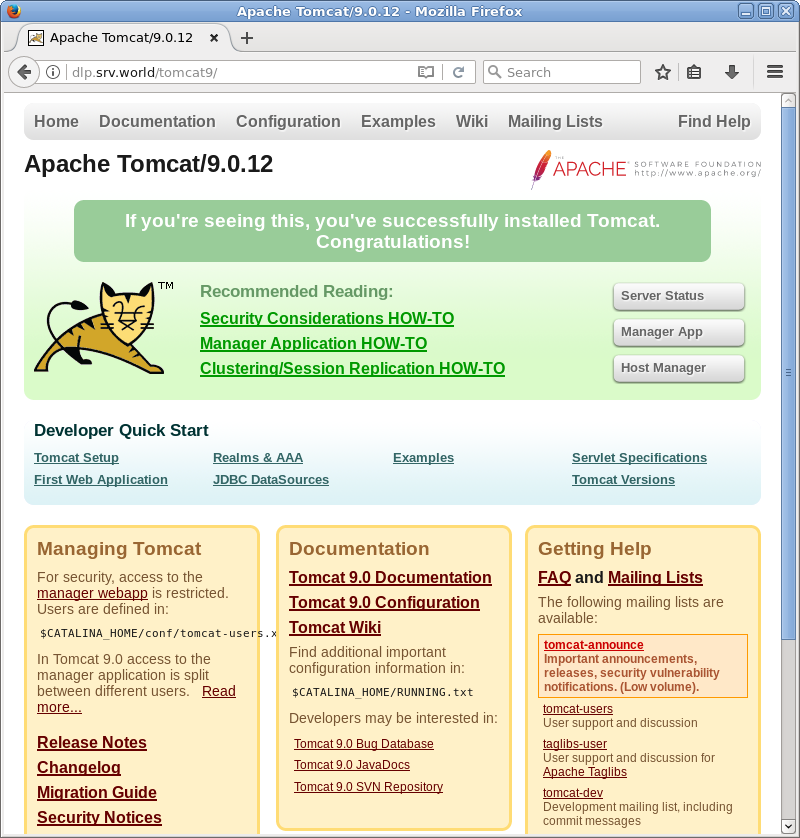 Apache Tomcat/9.0.12 - Mozilla Firefox
Apache Tomcat/9.0.12
dlp.srv.world/tomcat9/
Search
Home Documentation Configuration Examples Wiki Mailing Lists Find Help
Apache Tomcat/9.0.12
THE APACHE SOFTWARE FOUNDATION
http://www.apache.org/
If you're seeing this, you've successfully installed Tomcat.
Congratulations!
TM
Recommended Reading:
Security Considerations HOW-TO
Manager Application HOW-TO
Clustering/Session Replication HOW-TO
Server Status
Manager App
Host Manager
Developer Quick Start
Tomcat Setup
First Web Application
Realms & AAA
JDBC DataSources
Examples
Servlet Specifications
Tomcat Versions
Managing Tomcat
For security, access to the
manager webapp is restricted.
Users are defined in:
$CATALINA_HOME/conf/tomcat-users.x
In Tomcat 9.0 access to the
manager application is split
between different users. Read
more...
Release Notes
Changelog
Migration Guide
Security Notices
Documentation
Tomcat 9.0 Documentation
Tomcat 9.0 Configuration
Tomcat Wiki
Find additional important
configuration information in:
$CATALINA_HOME/RUNNING.txt
Developers may be interested in:
Tomcat 9.0 Bug Database
Tomcat 9.0 JavaDocs
Tomcat 9.0 SVN Repository
Getting Help
FAQ and Mailing Lists
The following mailing lists are
available:
tomcat-announce
Important announcements,
releases, security vulnerability
notifications. (Low volume).
tomcat-users
User support and discussion
taglibs-user
User support and discussion for
Apache Taglibs
tomcat-dev
Development mailing list, including
commit messages